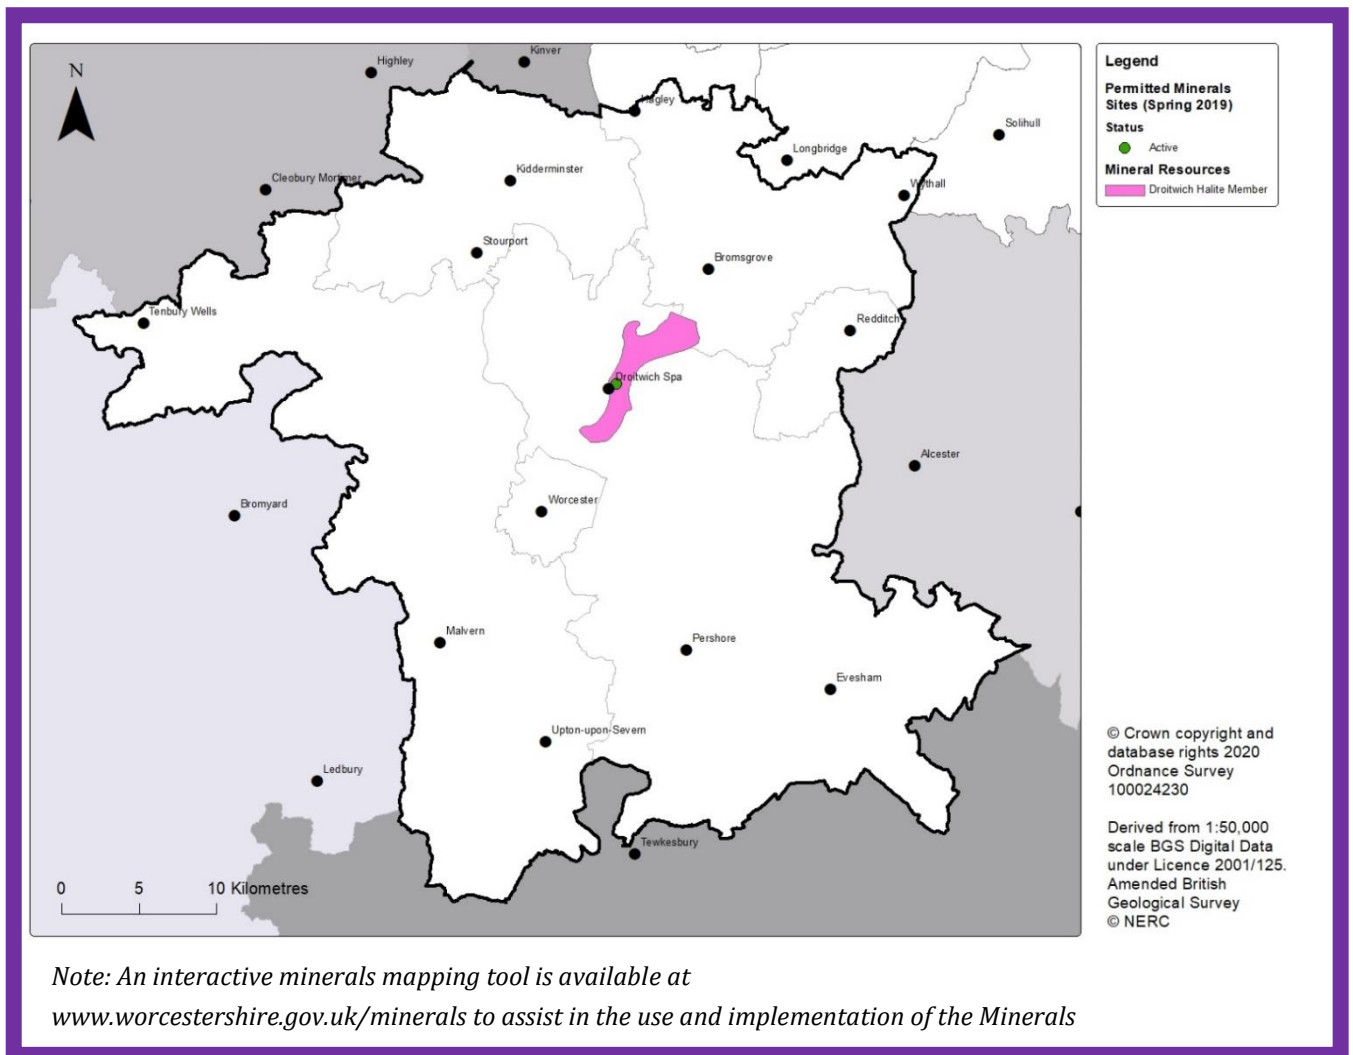 Kinver
Highley
N
Hagley
Solihull
Longbridge
Kidderminster
Cleobury Mortimer
Wythall
Stourport
Bromsgrove
Tenbury Wells
Redditch
Droitwich Spa
Alcester
Worcester
Bromyard
Malvern
Pershore
Evesham
Upton-upon-Severn
Ledbury
Tewkesbury
0 5 10 Kilometres
Legend
Permitted Minerals
Sites (Spring 2019)
Status
Active
Mineral Resources
Droitwich Halite Member
© Crown copyright and
database rights 2020
Ordnance Survey
100024230
Derived from 1:50,000
scale BGS Digital Data
under Licence 2001/125.
Amended British
Geological Survey
© NERC
Note: An interactive minerals mapping tool is available at
www.worcestershire.gov.uk/minerals to assist in the use and implementation of the Minerals